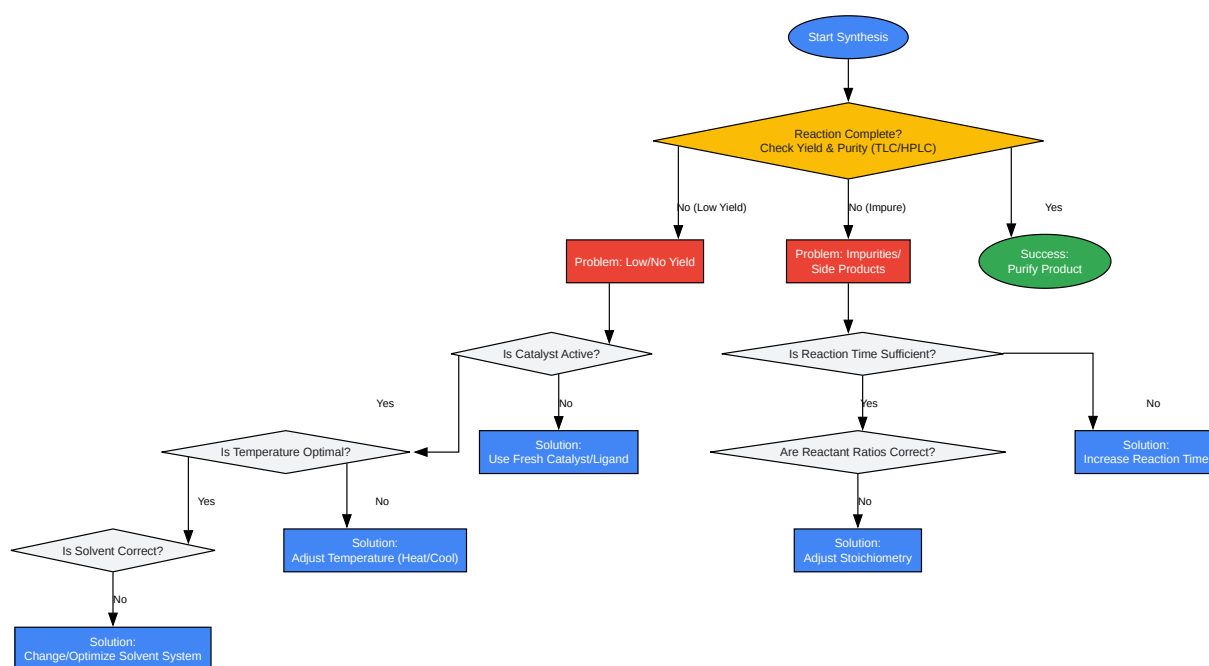 Start Synthesis
Reaction Complete?
Check Yield & Purity (TLC/HPLC)
No (Low Yield)
No (Impure)
Yes
Problem: Low/No Yield
Problem: Impurities/
Side Products
Success:
Purify Product
Is Catalyst Active?
Is Reaction Time Sufficient?
Yes
No
Yes
No
Is Temperature Optimal?
Solution:
Use Fresh Catalyst/Ligand
Are Reactant Ratios Correct?
Solution:
Increase Reaction Time
Yes
No
No
Is Solvent Correct?
Solution:
Adjust Temperature (Heat/Cool)
Solution:
Adjust Stoichiometry
No
Solution:
Change/Optimize Solvent System